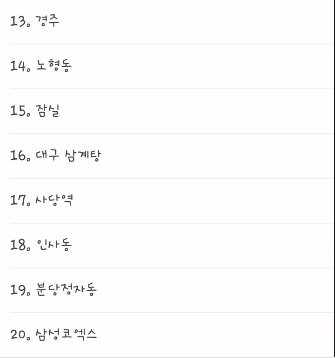 13. 경주
14. 노형동
15. 잠실
16. 대구 삼계탕
17. 사당역
18. 인사동
19. 분당정자동
20. 삼성코엑스